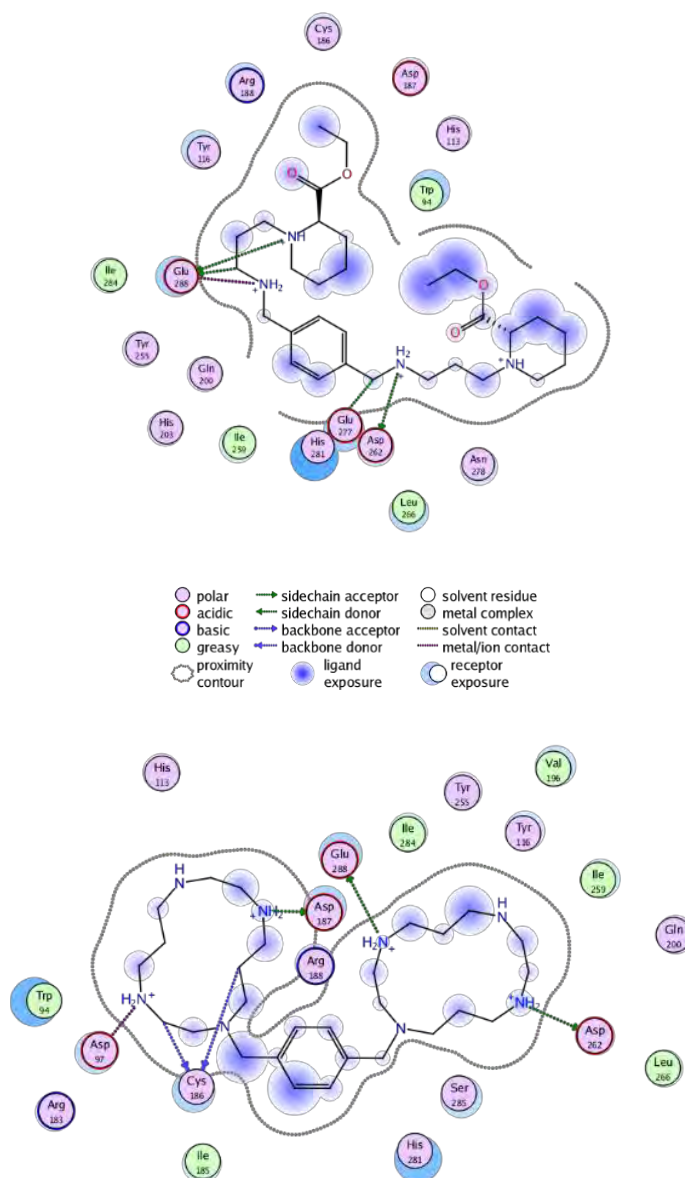 Cys
186
Arg
188
Asp
187
His
113
Tyr
116
Trp
94
O
O
NH
+
Ile
284
Glu
288
NH2
+
O
O
Tyr
255
Gln
200
H2
N
+
+
NH
His
203
Ile
259
His
281
Glu
277
Asp
262
Asn
278
Leu
266
polar
acidic
basic
greasy
proximity
contour
sidechain acceptor
sidechain donor
backbone acceptor
backbone donor
ligand
exposure
solvent residue
metal complex
solvent contact
metal/ion contact
receptor
exposure
His
113
Val
196
Tyr
255
Ile
284
Tyr
116
Glu
288
H
N
Ile
259
+
NH2
Asp
187
H
N
Gln
200
Arg
188
H2N
+
Trp
94
H2N
+
+
NH2
Asp
97
N
N
Asp
262
Cys
186
Leu
266
Arg
183
Ser
285
Ile
185
His
281